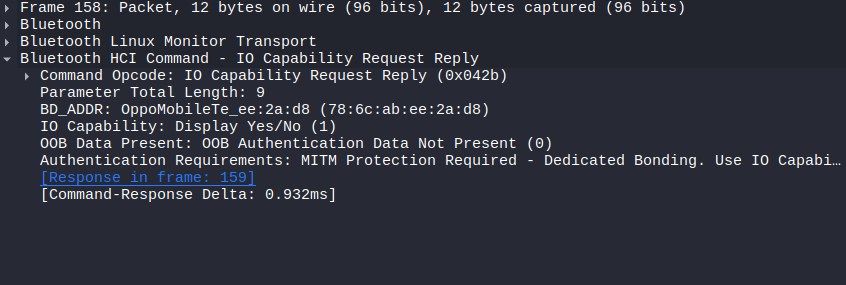 Frame 158: Packet, 12 bytes on wire (96 bits), 12 bytes captured (96 bits)
Bluetooth
Bluetooth Linux Monitor Transport
Bluetooth HCI Command - IO Capability Request Reply
Command Opcode: IO Capability Request Reply (0x042b)
Parameter Total Length: 9
BD_ADDR: OppoMobileTe_ee:2a:d8 (78:6c:ab:ee:2a:d8)
IO Capability: Display Yes/No (1)
OOB Data Present: OOB Authentication Data Not Present (0)
Authentication Requirements: MITM Protection Required - Dedicated Bonding. Use IO Capabi…
[Response in frame: 159]
[Command-Response Delta: 0.932ms]